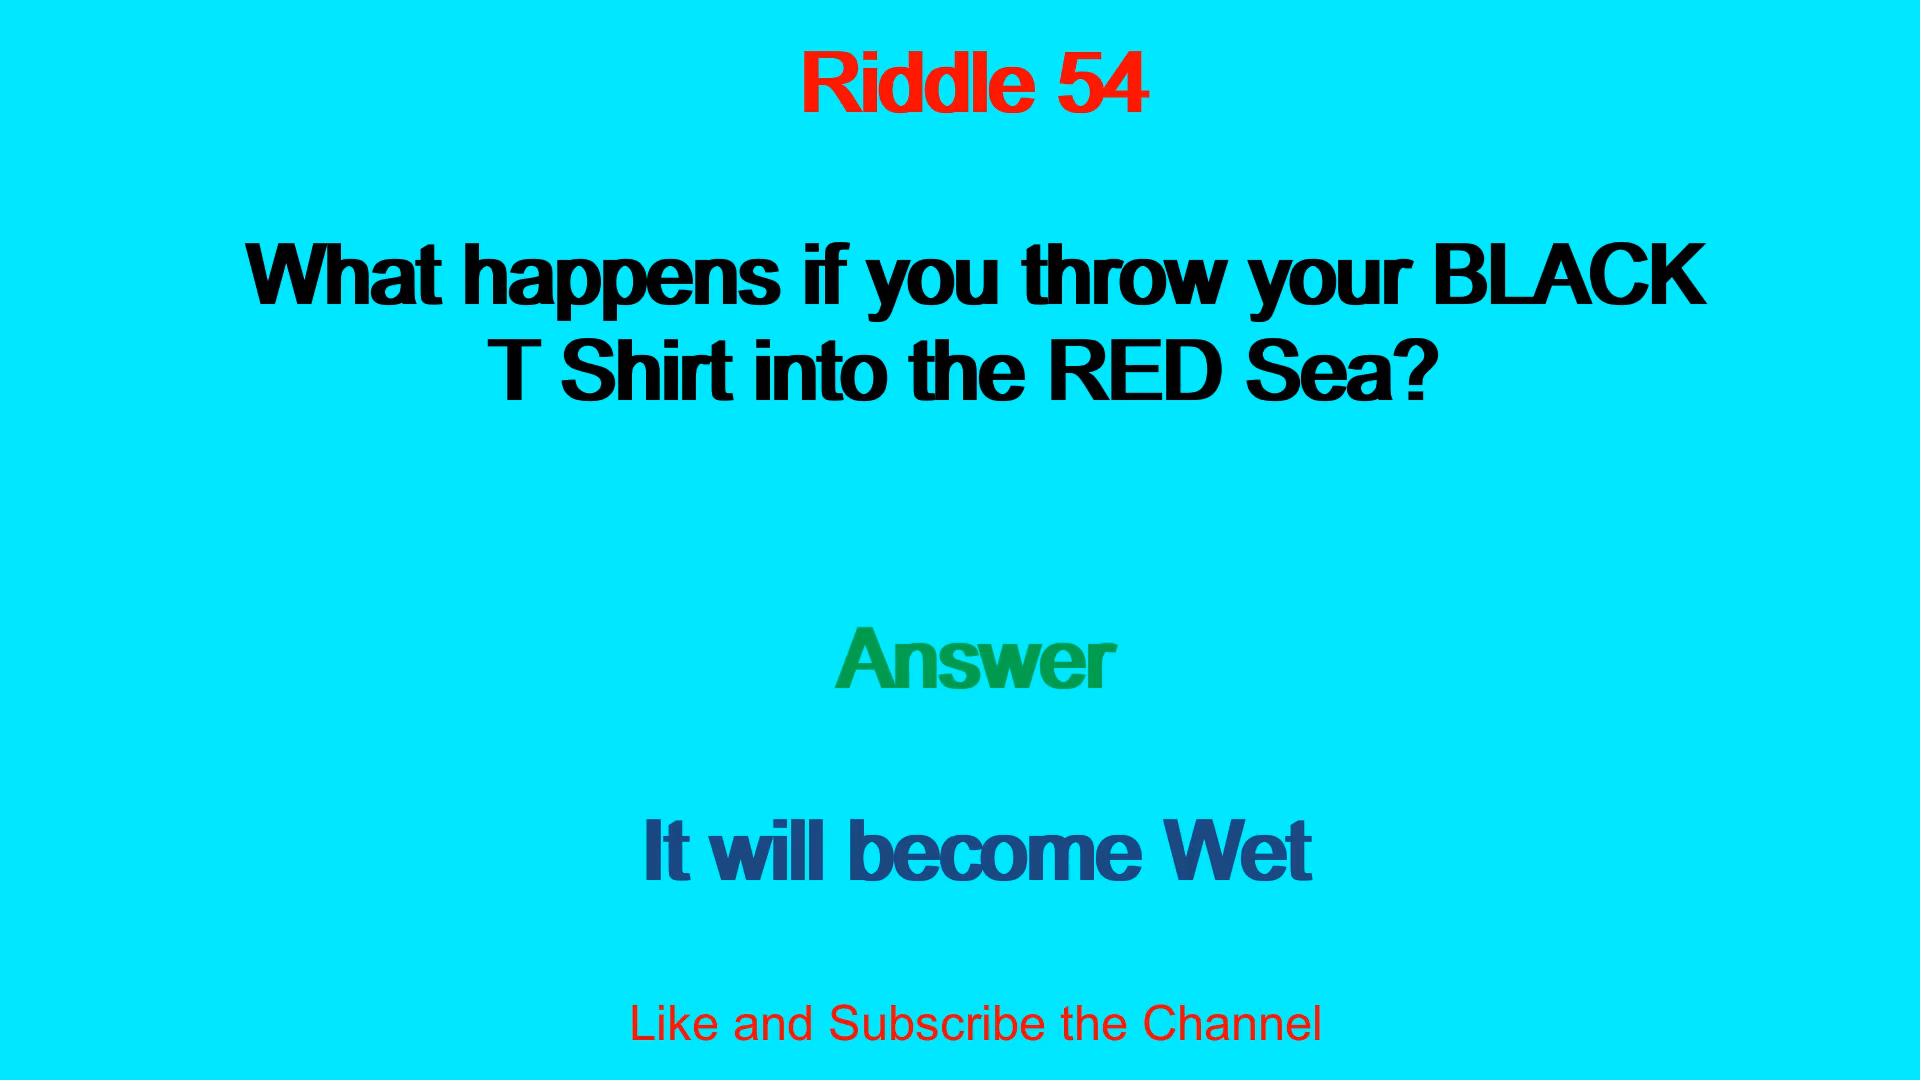 Riddle 54
What happens if you throw your BLACK
T Shirt into the RED Sea?
Answer
It will become Wet
Like and Subscribe the Channel